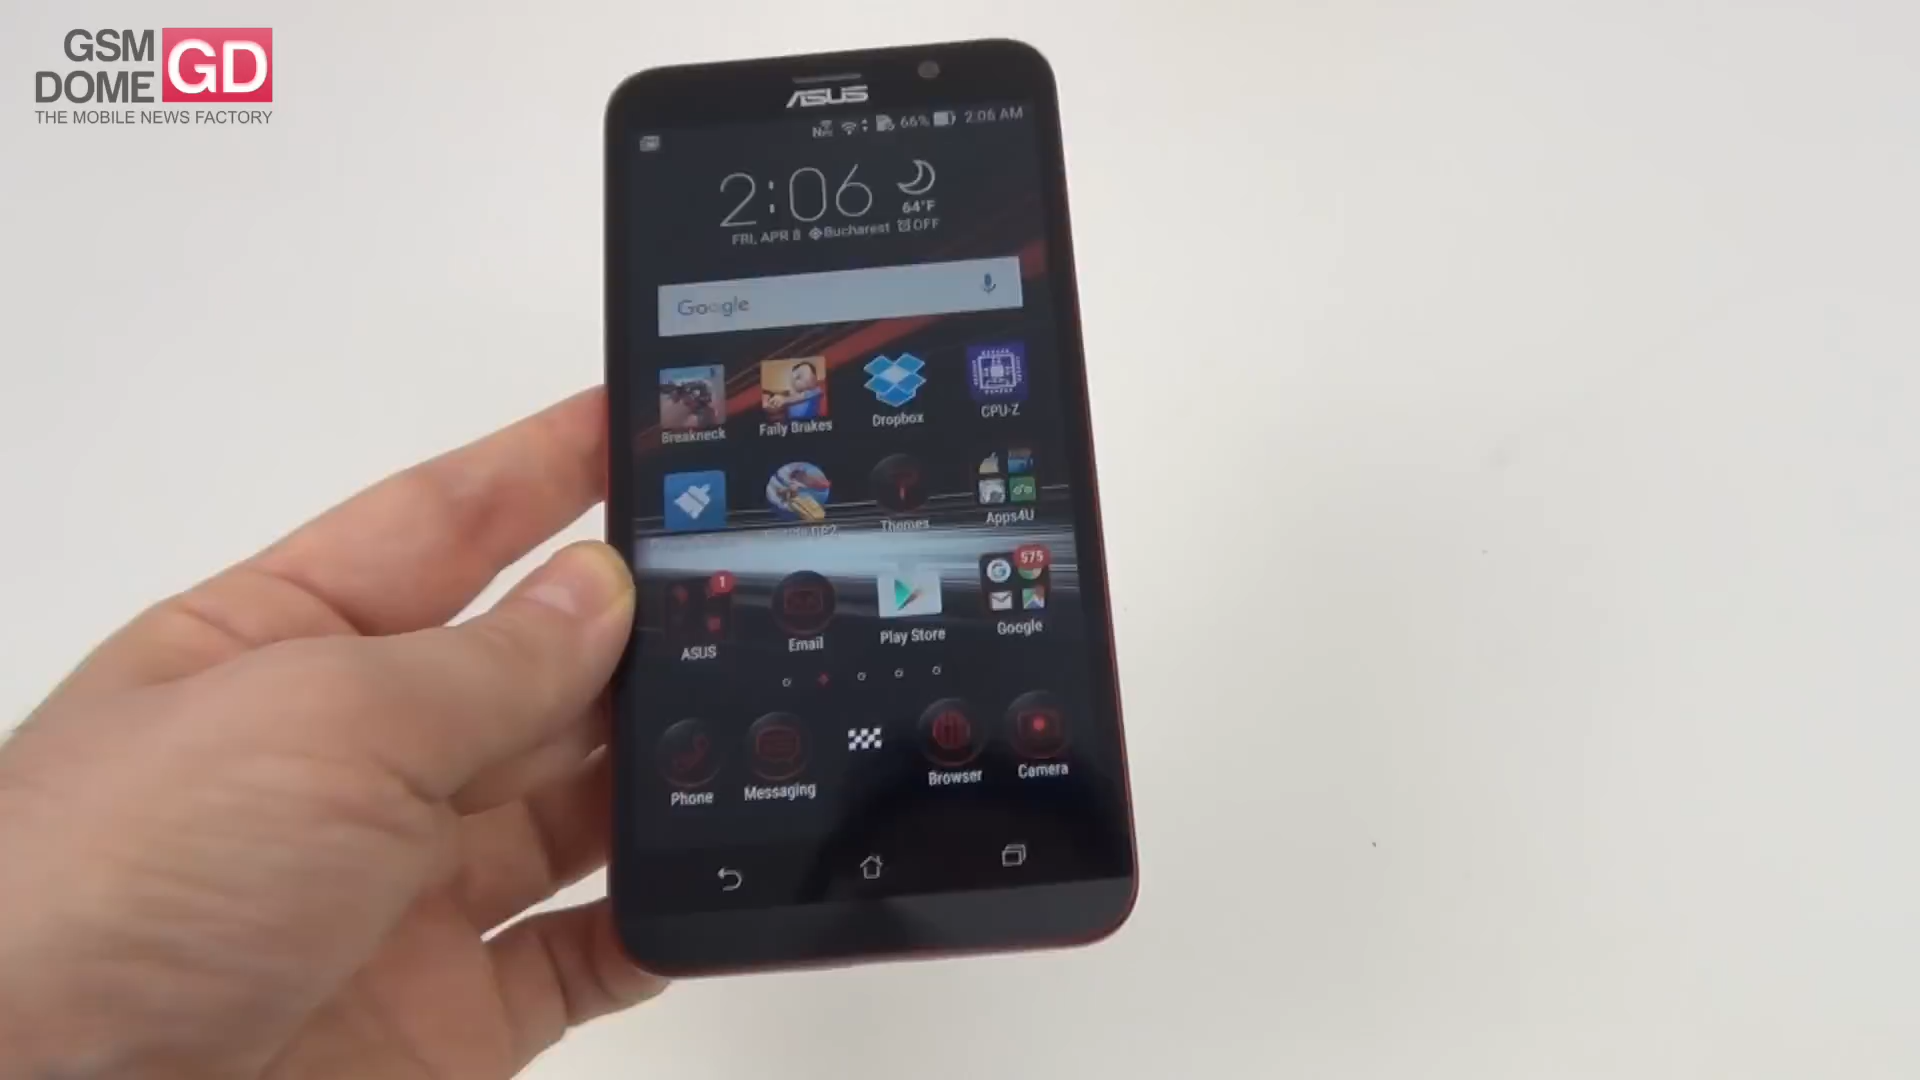 GSM
DOME GD
THE MOBILE NEWS FACTORY
ASUS
66% 2:06 AM
2:06
64°F
FRI, APR 8 Bucharest OFF
Google
Breakneck Faily Brakes Dropbox CPU-Z
Themes Apps4U
1 575
ASUS Email Play Store Google
Phone Messaging Browser Camera